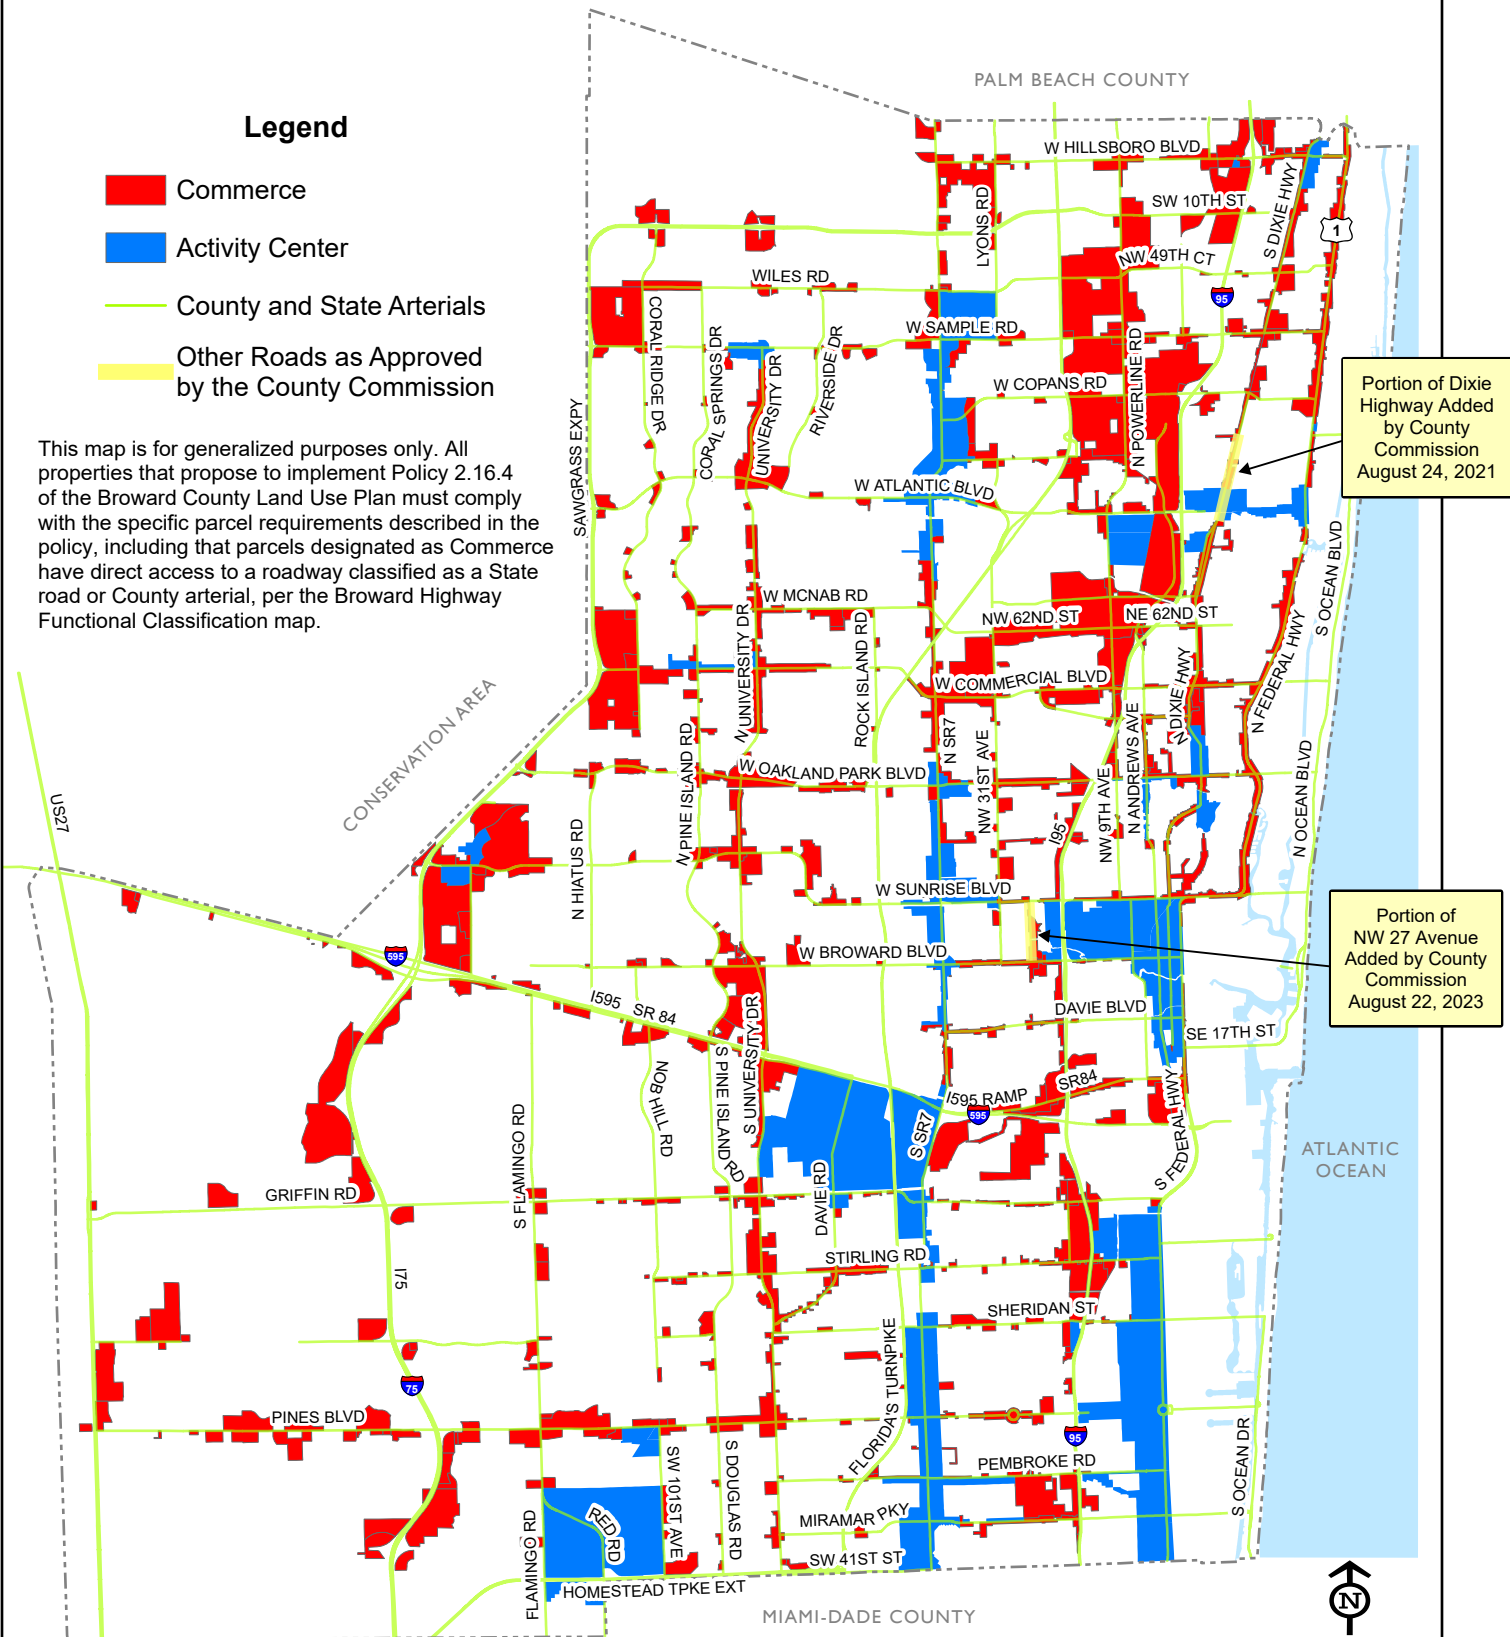 PALM BEACH COUNTY
Legend
Commerce
Activity Center
County and State Arterials
Other Roads as Approved
by the County Commission
This map is for generalized purposes only. All
properties that propose to implement Policy 2.16.4
of the Broward County Land Use Plan must comply
with the specific parcel requirements described in the
policy, including that parcels designated as Commerce
have direct access to a roadway classified as a State
road or County arterial, per the Broward Highway
Functional Classification map.
W HILLSBORO BLVD
SW 10TH ST
LYONS RD
S DIXIE HWY
1
NW 49TH CT
WILES RD
95
W SAMPLE RD
CORAL RIDGE DR
CORAL SPRINGS DR
UNIVERSITY DR
RIVERSIDE DR
N POWERLINE RD
W COPANS RD
Portion of Dixie
Highway Added
by County
Commission
August 24, 2021
SAWGRASS EXPY
W ATLANTIC BLVD
S OCEAN BLVD
W MCNAB RD
NW 62ND ST
NE 62ND ST
N UNIVERSITY DR
ROCK ISLAND RD
W COMMERCIAL BLVD
N DIXIE HWY
N FEDERAL HWY
CONSERVATION AREA
US27
N PINE ISLAND RD
N SR7
NW 31ST AVE
N ANDREWS AVE
W OAKLAND PARK BLVD
NW 9TH AVE
I95
N OCEAN BLVD
N HIATUS RD
W SUNRISE BLVD
Portion of
NW 27 Avenue
Added by County
Commission
August 22, 2023
595
W BROWARD BLVD
I595
SR 84
DAVIE BLVD
SE 17TH ST
S UNIVERSITY DR
S PINE ISLAND RD
NOB HILL RD
SR84
I595 RAMP
595
S SR7
S FEDERAL HWY
ATLANTIC
OCEAN
S FLAMINGO RD
GRIFFIN RD
DAVIE RD
STIRLING RD
I75
SHERIDAN ST
FLORIDA'S TURNPIKE
75
PINES BLVD
95
PEMBROKE RD
SW 101ST AVE
S DOUGLAS RD
S OCEAN DR
MIRAMAR PKY
RED RD
FLAMINGO RD
SW 41ST ST
HOMESTEAD TPKE EXT
MIAMI-DADE COUNTY
N